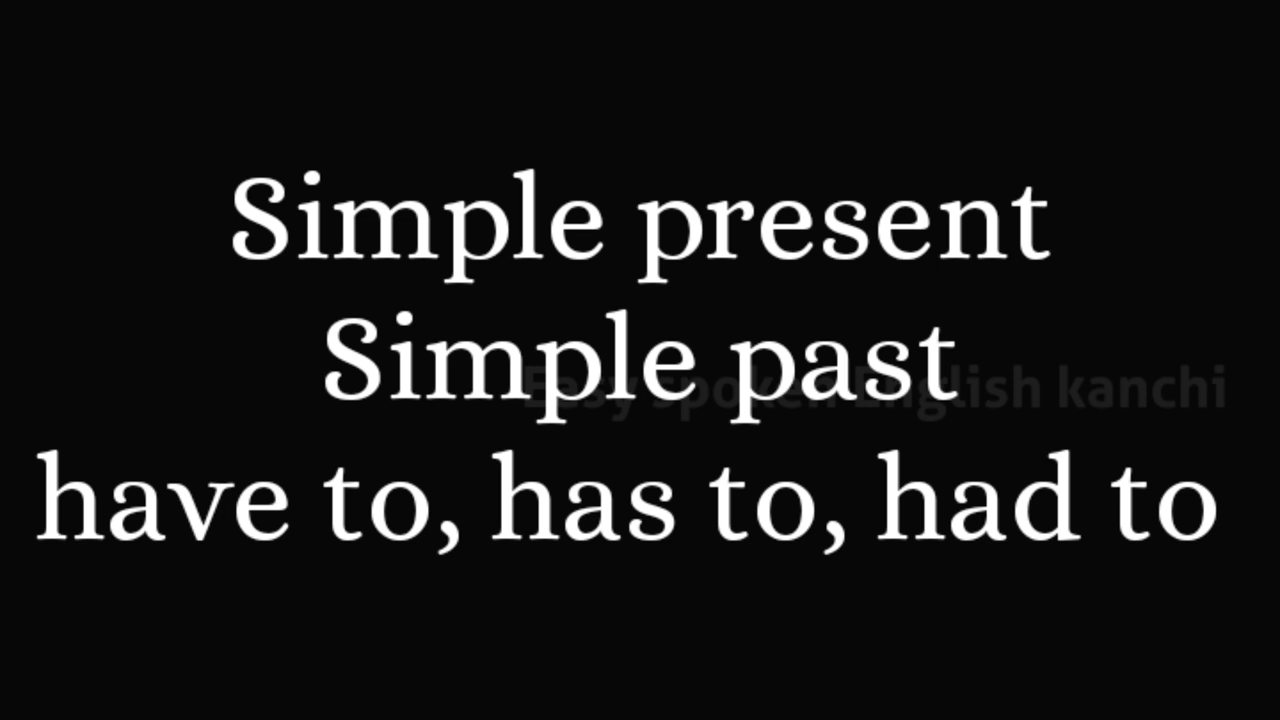 Simple present
Simple past
Easy spoken English kanchi
have to, has to, had to